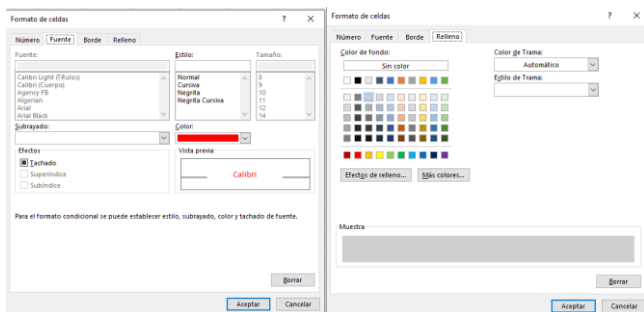 Formato de celdas ? ×
Número Fuente Borde Relleno
Fuente: Estilo: Tamaño:
Calibri Light (Títulos) Normal 8
Calibri (Cuerpo) Cursiva 9
Agency FB Negrita 10
Algerian Negrita Cursiva 11
Arial 12
Arial Black 14
Subrayado: Color:
Efectos Vista previa
Tachado
Superíndice Calibri
Subíndice
Para el formato condicional se puede establecer estilo, subrayado, color y tachado de fuente.
Borrar
Aceptar Cancelar
Formato de celdas ? ×
Número Fuente Borde Relleno
Color de fondo: Color de Trama:
Sin color Automático
Estilo de Trama:
Efectos de relleno... Más colores...
Muestra
Borrar
Aceptar Cancelar